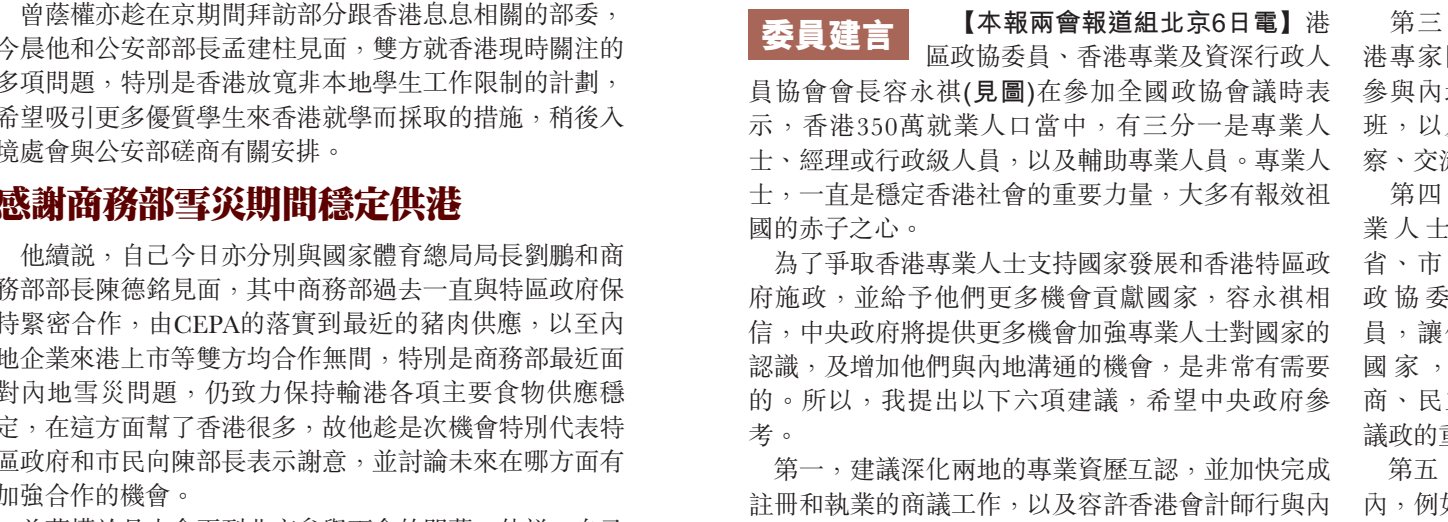 曾蔭權亦趁在京期間拜訪部分跟香港息息相關的部委，
今晨他和公安部部長孟建柱見面，雙方就香港現時關注的
多項問題，特別是香港放寬非本地學生工作限制的計劃，
希望吸引更多優質學生來香港就學而採取的措施，稍後入
境處會與公安部磋商有關安排。
感謝商務部雪災期間穩定供港
他續説，自己今日亦分別與國家體育總局局長劉鵬和商
務部部長陳德銘見面，其中商務部過去一直與特區政府保
持緊密合作，由CEPA的落實到最近的豬肉供應，以至內
地企業來港上市等雙方均合作無間，特別是商務部最近面
對內地雪災問題，仍致力保持輸港各項主要食物供應穩
定，在這方面幫了香港很多，故他趁是次機會特別代表特
區政府和市民向陳部長表示謝意，並討論未來在哪方面有
加強合作的機會。
委員建言
【本報兩會報道組北京6日電】港
區政協委員、香港專業及資深行政人
員協會會長容永祺(見圖)在參加全國政協會議時表
示，香港350萬就業人口當中，有三分一是專業人
士、經理或行政級人員，以及輔助專業人員。專業人
士，一直是穩定香港社會的重要力量，大多有報效祖
國的赤子之心。
為了爭取香港專業人士支持國家發展和香港特區政
府施政，並給予他們更多機會貢獻國家，容永祺相
信，中央政府將提供更多機會加強專業人士對國家的
認識，及增加他們與內地溝通的機會，是非常有需要
的。所以，我提出以下六項建議，希望中央政府參
考。
第一，建議深化兩地的專業資歷互認，並加快完成
註冊和執業的商議工作，以及容許香港會計師行與內
第三
港專家
參與內
班，以
察、交
第四
業人士
省、市
政協委
員，讓
國家，
商、民
議政的
第五
內，例